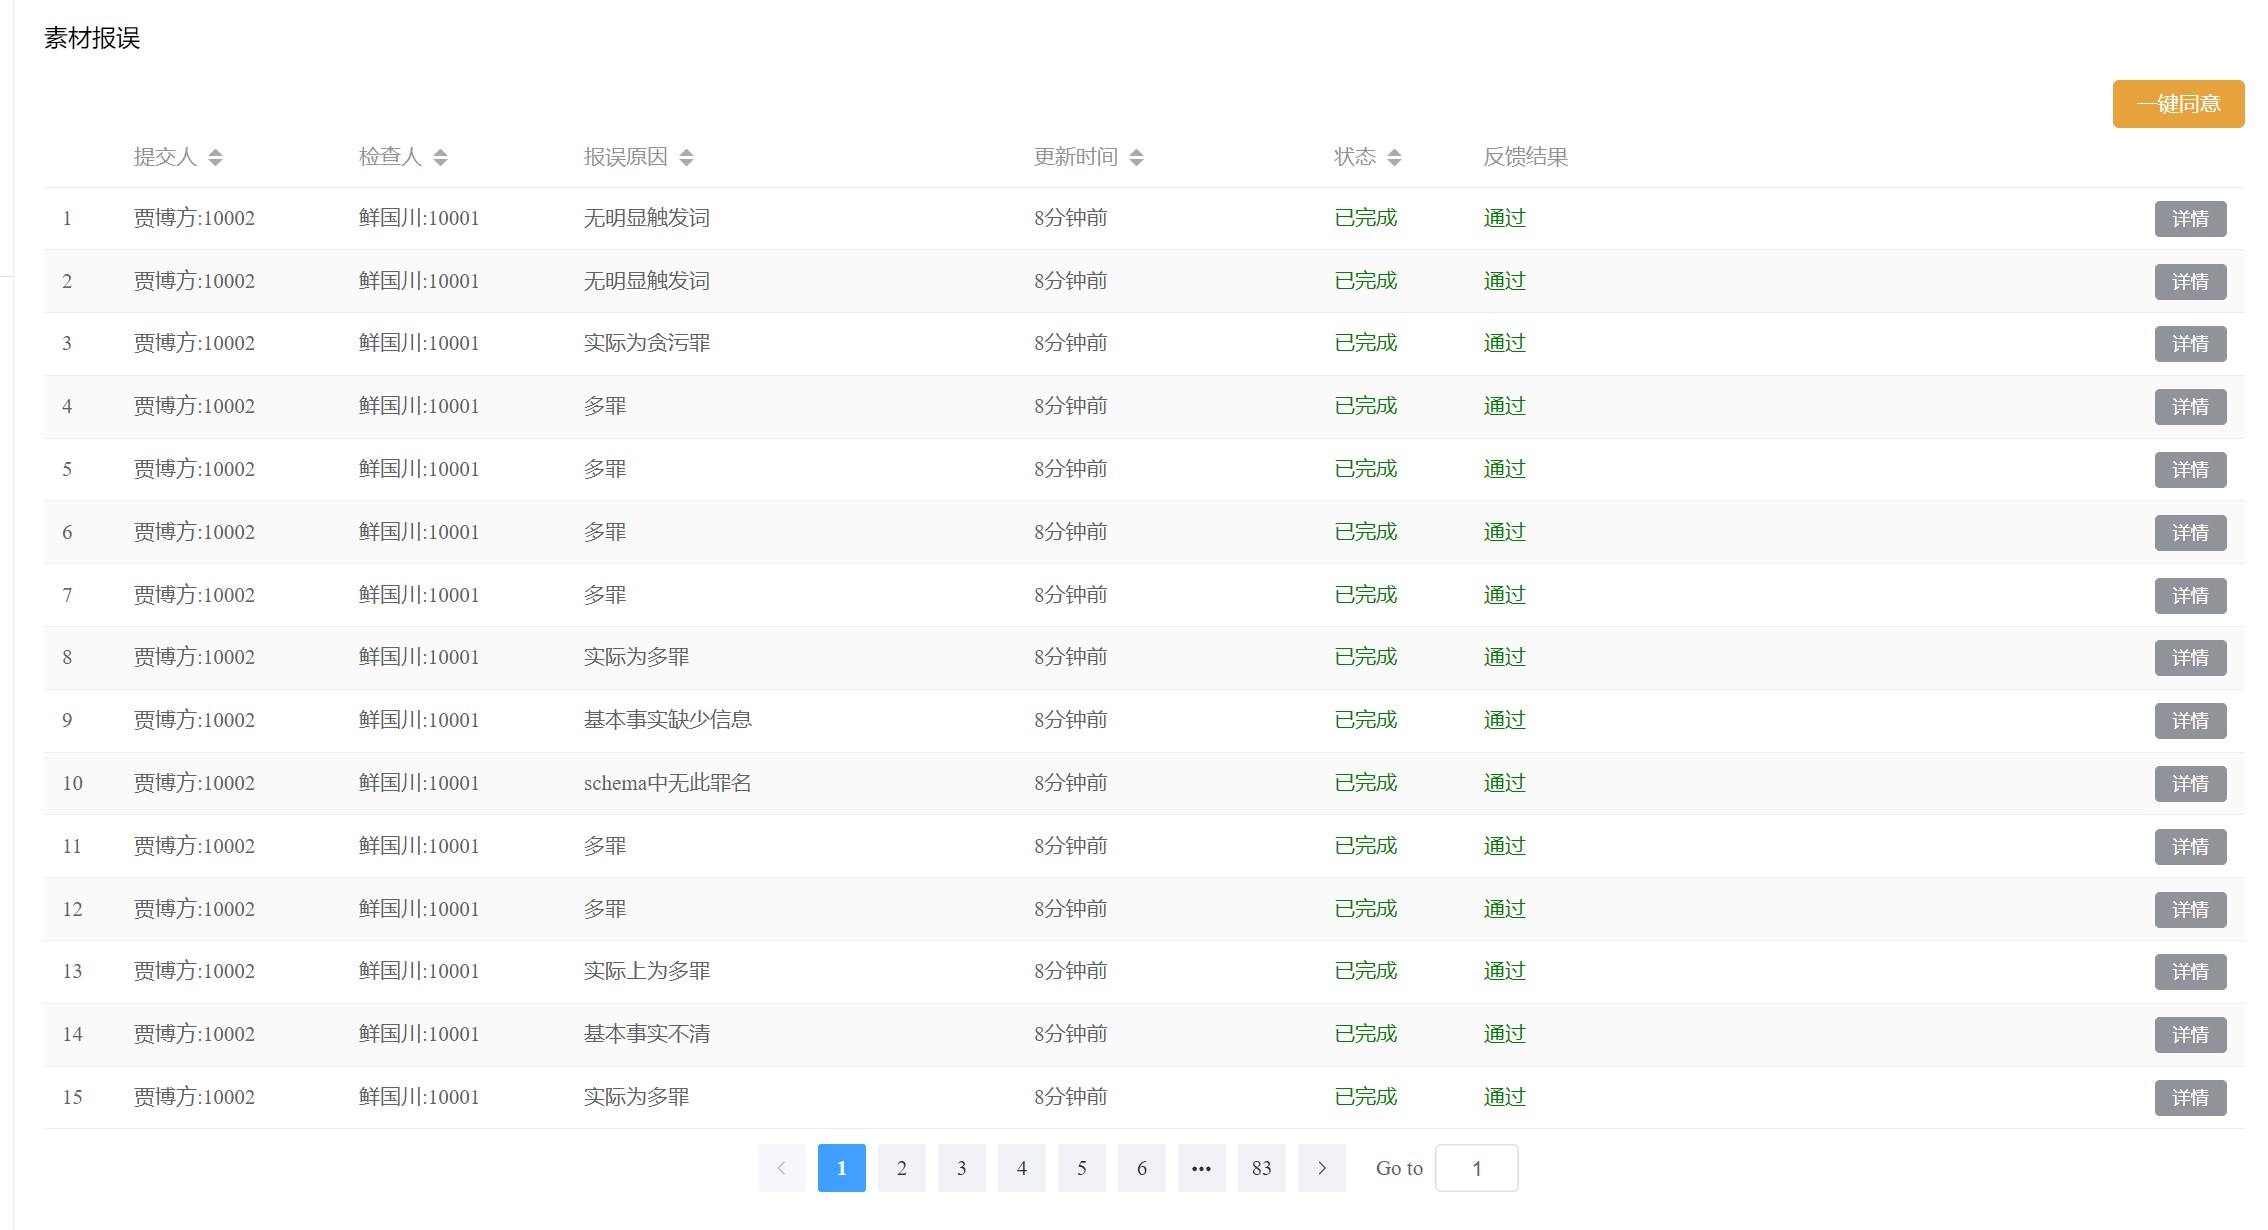 素材报误
一键同意
提交人 检查人 报误原因 更新时间 状态 反馈结果
1 贾博方:10002 鲜国川:10001 无明显触发词 8分钟前 已完成 通过 详情
2 贾博方:10002 鲜国川:10001 无明显触发词 8分钟前 已完成 通过 详情
3 贾博方:10002 鲜国川:10001 实际为贪污罪 8分钟前 已完成 通过 详情
4 贾博方:10002 鲜国川:10001 多罪 8分钟前 已完成 通过 详情
5 贾博方:10002 鲜国川:10001 多罪 8分钟前 已完成 通过 详情
6 贾博方:10002 鲜国川:10001 多罪 8分钟前 已完成 通过 详情
7 贾博方:10002 鲜国川:10001 多罪 8分钟前 已完成 通过 详情
8 贾博方:10002 鲜国川:10001 实际为多罪 8分钟前 已完成 通过 详情
9 贾博方:10002 鲜国川:10001 基本事实缺少信息 8分钟前 已完成 通过 详情
10 贾博方:10002 鲜国川:10001 schema中无此罪名 8分钟前 已完成 通过 详情
11 贾博方:10002 鲜国川:10001 多罪 8分钟前 已完成 通过 详情
12 贾博方:10002 鲜国川:10001 多罪 8分钟前 已完成 通过 详情
13 贾博方:10002 鲜国川:10001 实际上为多罪 8分钟前 已完成 通过 详情
14 贾博方:10002 鲜国川:10001 基本事实不清 8分钟前 已完成 通过 详情
15 贾博方:10002 鲜国川:10001 实际为多罪 8分钟前 已完成 通过 详情
1 2 3 4 5 6 ••• 83 Go to 1